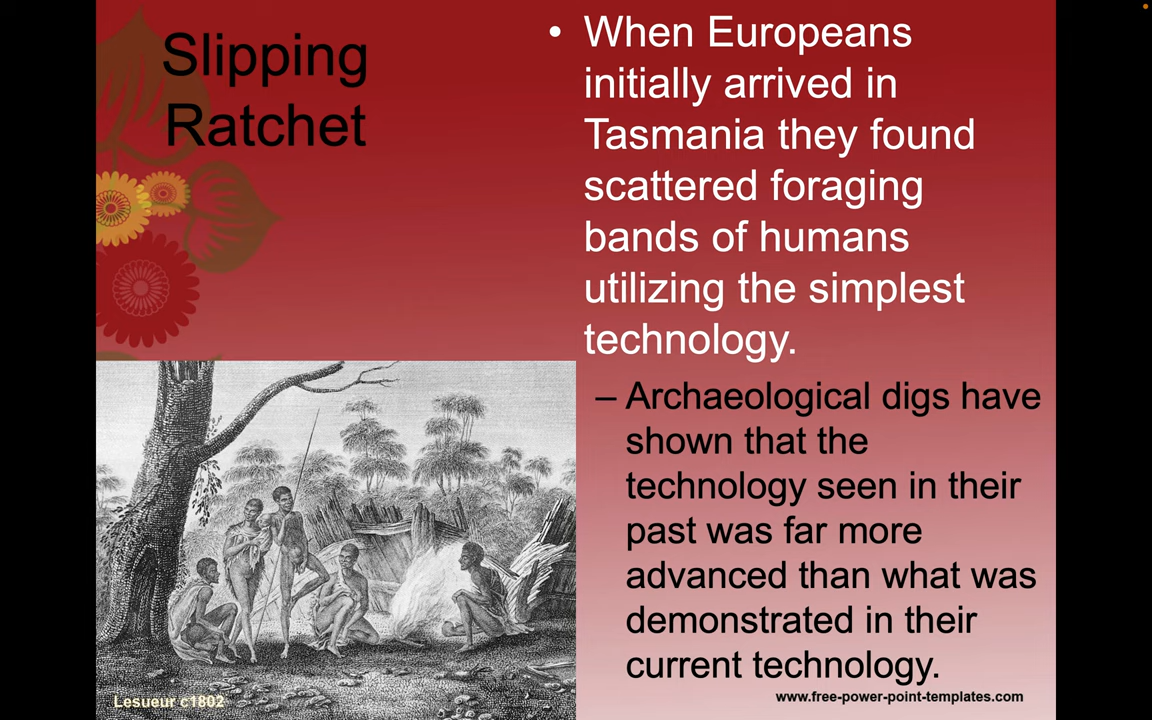 Slipping
Ratchet
• When Europeans
initially arrived in
Tasmania they found
scattered foraging
bands of humans
utilizing the simplest
technology.
– Archaeological digs have
shown that the
technology seen in their
past was far more
advanced than what was
demonstrated in their
current technology.
Lesueur c1802
www.free-power-point-templates.com